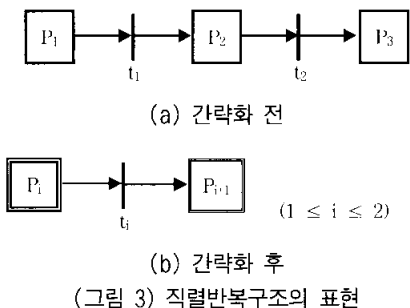 P₁ P₂ P₃
t₁ t₂
(a) 간략화 전
Pᵢ Pᵢ₊₁
tᵢ (1 ≤ i ≤ 2)
(b) 간략화 후
(그림 3) 직렬반복구조의 표현